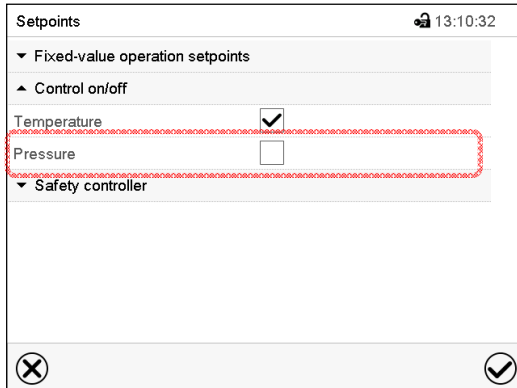 Setpoints 13:10:32
Fixed-value operation setpoints
Control on/off
Temperature
Pressure
Safety controller